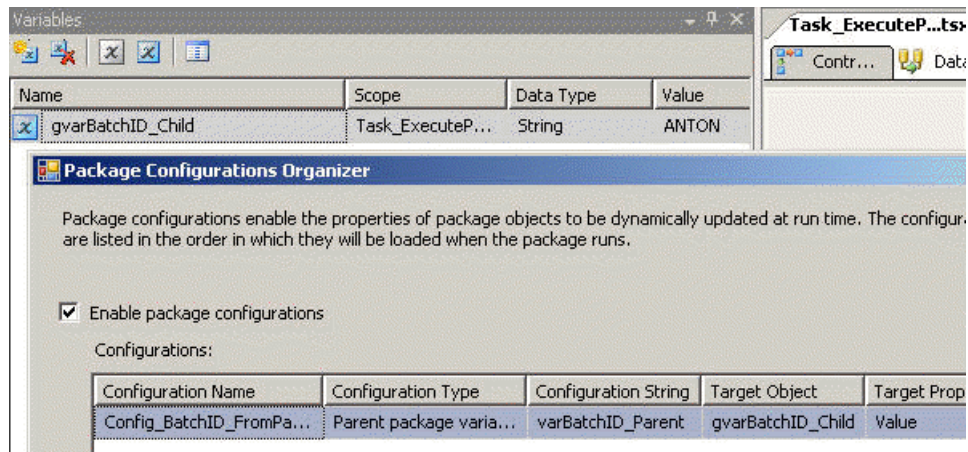 Variables
Task_ExecuteP...tsx
Contr...
Data
Name Scope Data Type Value
gvarBatchID_Child Task_ExecuteP... String ANTON
Package Configurations Organizer
Package configurations enable the properties of package objects to be dynamically updated at run time. The configura
are listed in the order in which they will be loaded when the package runs.
Enable package configurations
Configurations:
Configuration Name Configuration Type Configuration String Target Object Target Prop
Config_BatchID_FromPa... Parent package varia... varBatchID_Parent gvarBatchID_Child Value